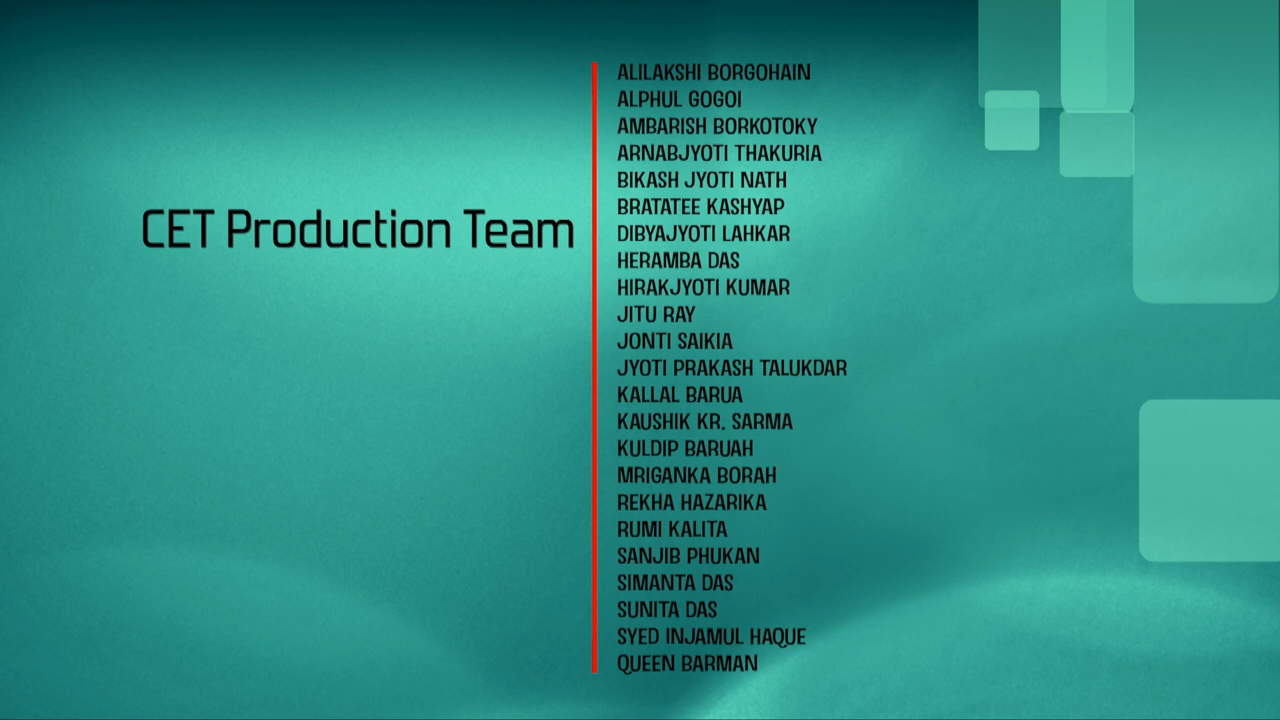 CET Production Team
ALILAKSHI BORGOHAIN
ALPHUL GOGOI
AMBARISH BORKOTOKY
ARNABJYOTI THAKURIA
BIKASH JYOTI NATH
BRATATEE KASHYAP
DIBYAJYOTI LAHKAR
HERAMBA DAS
HIRAKJYOTI KUMAR
JITU RAY
JONTI SAIKIA
JYOTI PRAKASH TALUKDAR
KALLAL BARUA
KAUSHIK KR. SARMA
KULDIP BARUAH
MRIGANKA BORAH
REKHA HAZARIKA
RUMI KALITA
SANJIB PHUKAN
SIMANTA DAS
SUNITA DAS
SYED INJAMUL HAQUE
QUEEN BARMAN